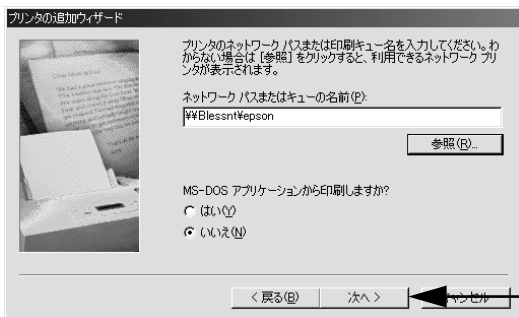 プリンタの追加ウィザード
プリンタのネットワーク パスまたは印刷キュー名を入力してください。わ
からない場合は [参照] をクリックすると、利用できるネットワーク プリ
ンタが表示されます。
ネットワーク パスまたはキューの名前(P):
¥¥Blessnt¥epson
参照(R)...
MS-DOS アプリケーションから印刷しますか?
はい(Y)
いいえ(N)
< 戻る(B) 次へ > キャンセル